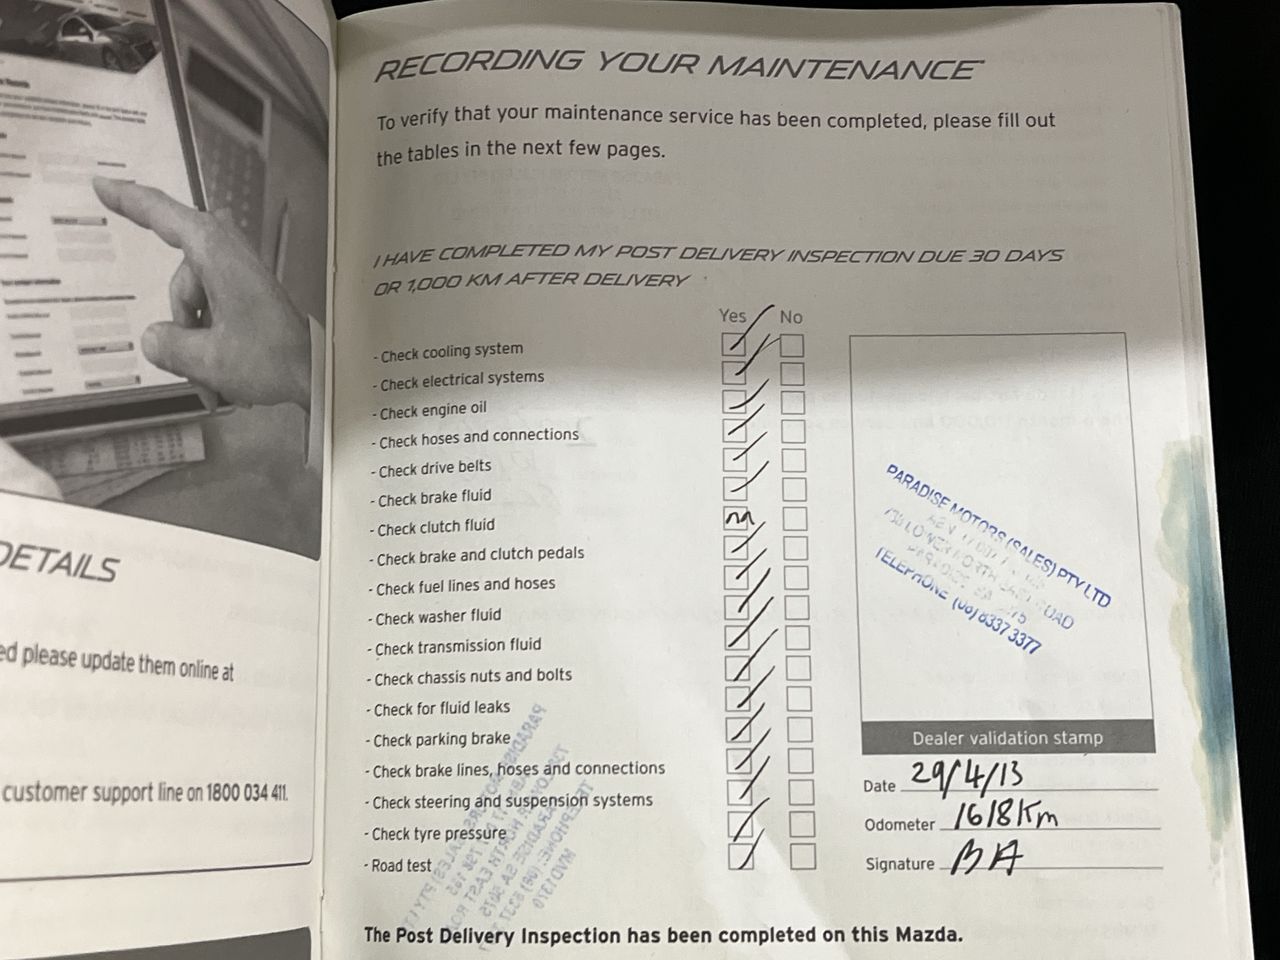 RECORDING YOUR MAINTENANCE
To verify that your maintenance service has been completed, please fill out
the tables in the next few pages.
I HAVE COMPLETED MY POST DELIVERY INSPECTION DUE 30 DAYS
OR 1,000 KM AFTER DELIVERY
Yes No
- Check cooling system
- Check electrical systems
- Check engine oil
- Check hoses and connections
- Check drive belts
- Check brake fluid
- Check clutch fluid
- Check brake and clutch pedals
- Check fuel lines and hoses
- Check washer fluid
- Check transmission fluid
- Check chassis nuts and bolts
- Check for fluid leaks
- Check parking brake
- Check brake lines, hoses and connections
- Check steering and suspension systems
- Check tyre pressure
- Road test
PARADISE MOTORS (SALES) PTY LTD
LOWER NORTH EAST ROAD
TELEPHONE (08) 8337 3377
Dealer validation stamp
Date 29/4/13
Odometer 1618Km
Signature BA
The Post Delivery Inspection has been completed on this Mazda.
DETAILS
ed please update them online at
customer support line on 1800 034 411.